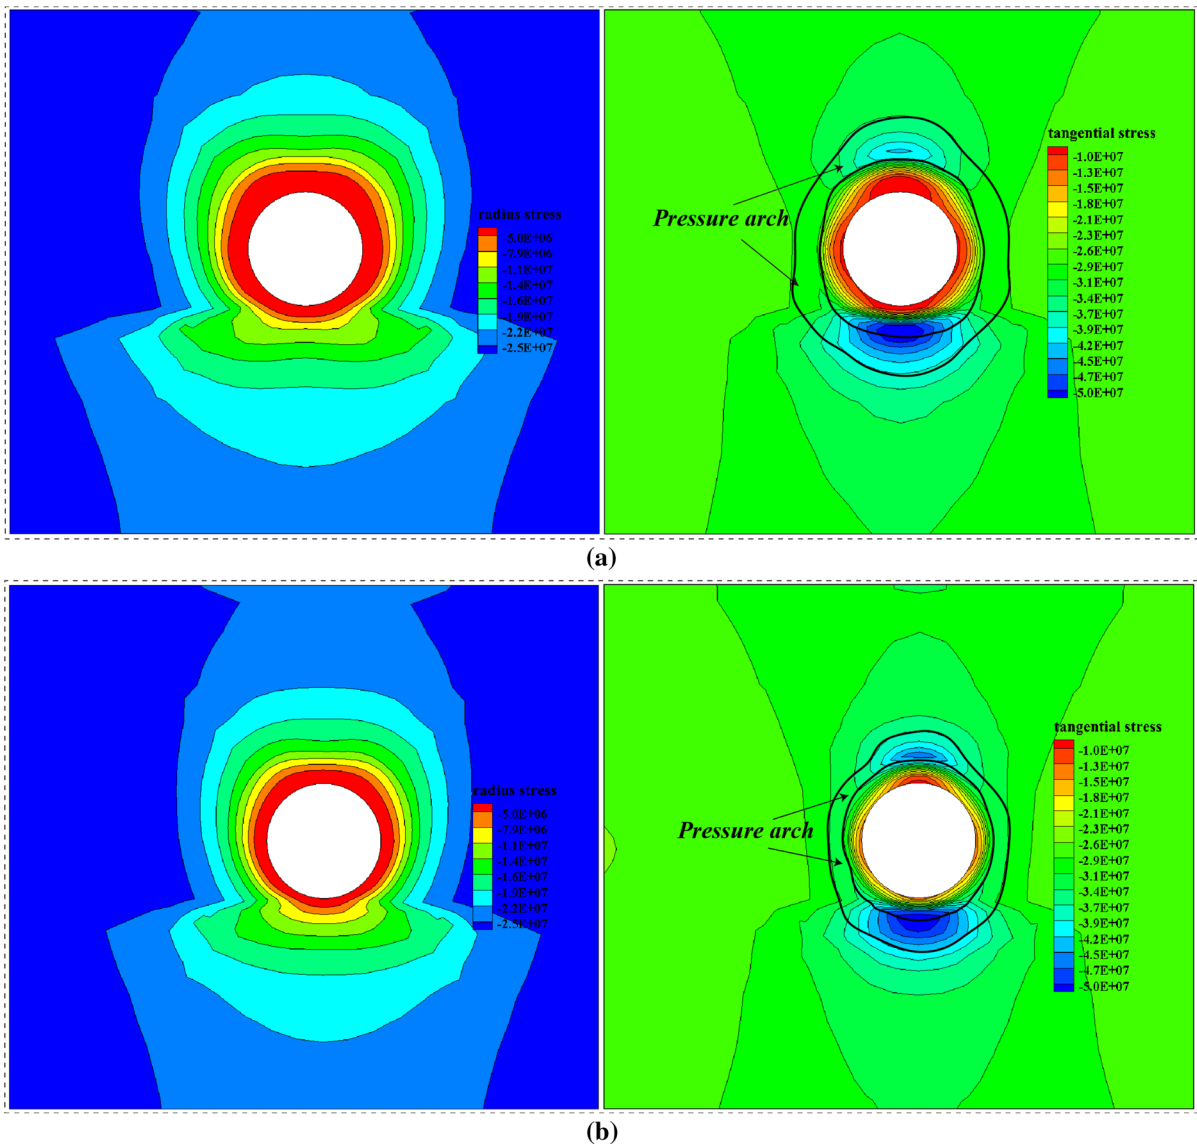 radius stress
-5.0E+06
-7.9E+06
-1.1E+07
-1.4E+07
-1.6E+07
-1.9E+07
-2.2E+07
-2.5E+07
Pressure arch
tangential stress
-1.0E+07
-1.3E+07
-1.5E+07
-1.8E+07
-2.1E+07
-2.3E+07
-2.6E+07
-2.9E+07
-3.1E+07
-3.4E+07
-3.7E+07
-3.9E+07
-4.2E+07
-4.5E+07
-4.7E+07
-5.0E+07
(a)
radius stress
-5.0E+06
-7.9E+06
-1.1E+07
-1.4E+07
-1.6E+07
-1.9E+07
-2.2E+07
-2.5E+07
Pressure arch
tangential stress
-1.0E+07
-1.3E+07
-1.5E+07
-1.8E+07
-2.1E+07
-2.3E+07
-2.6E+07
-2.9E+07
-3.1E+07
-3.4E+07
-3.7E+07
-3.9E+07
-4.2E+07
-4.5E+07
-4.7E+07
-5.0E+07
(b)